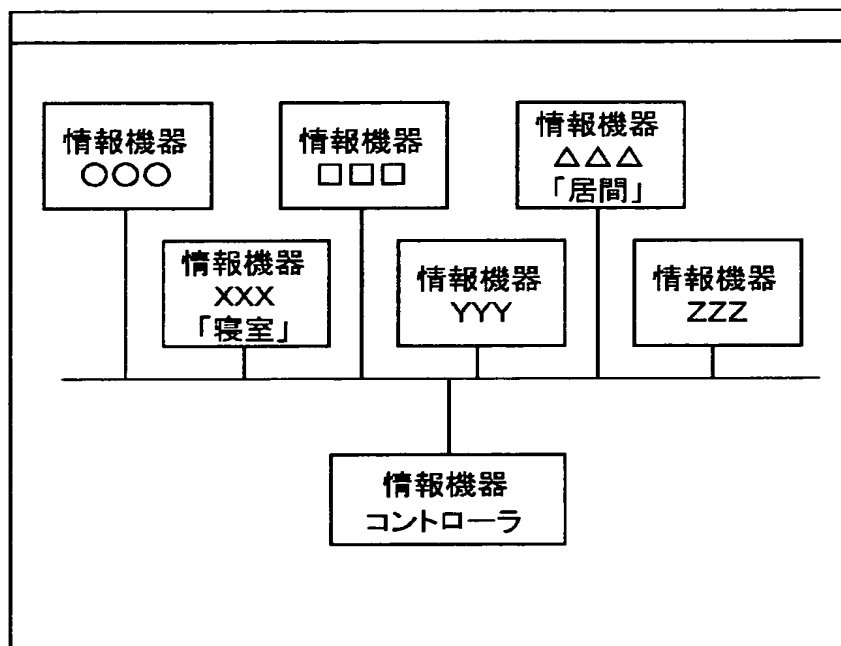 情報機器
○○○
情報機器
□□□
情報機器
△△△
「居間」
情報機器
XXX
「寝室」
情報機器
YYY
情報機器
ZZZ
情報機器
コントローラ